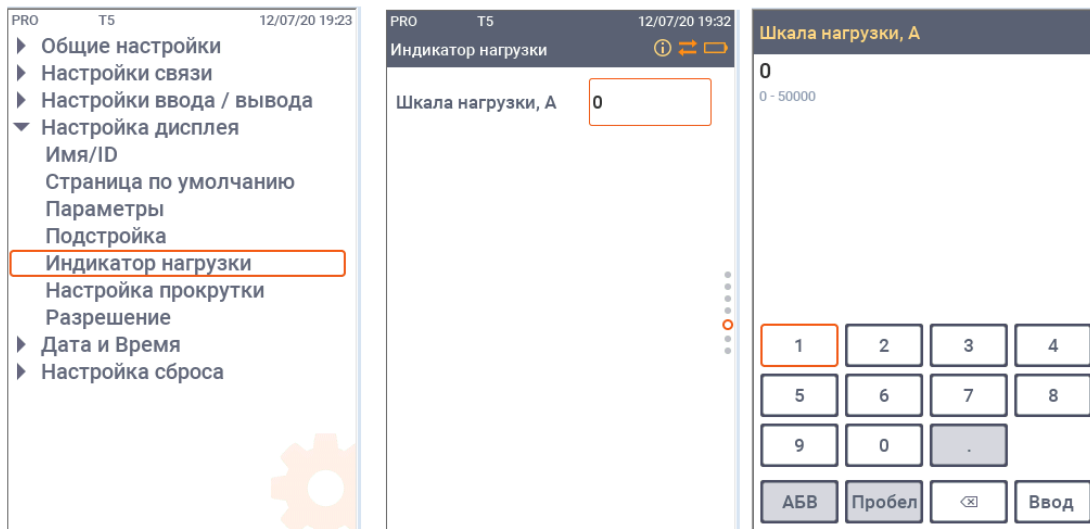 PRO T5 12/07/20 19:23
Общие настройки
Настройки связи
Настройки ввода / вывода
Настройка дисплея
Имя/ID
Страница по умолчанию
Параметры
Подстройка
Индикатор нагрузки
Настройка прокрутки
Разрешение
Дата и Время
Настройка сброса
PRO T5 12/07/20 19:32
Индикатор нагрузки
Шкала нагрузки, А 0
Шкала нагрузки, А
0
0 - 50000
1 2 3 4
5 6 7 8
9 0 .
АБВ Пробел Ввод